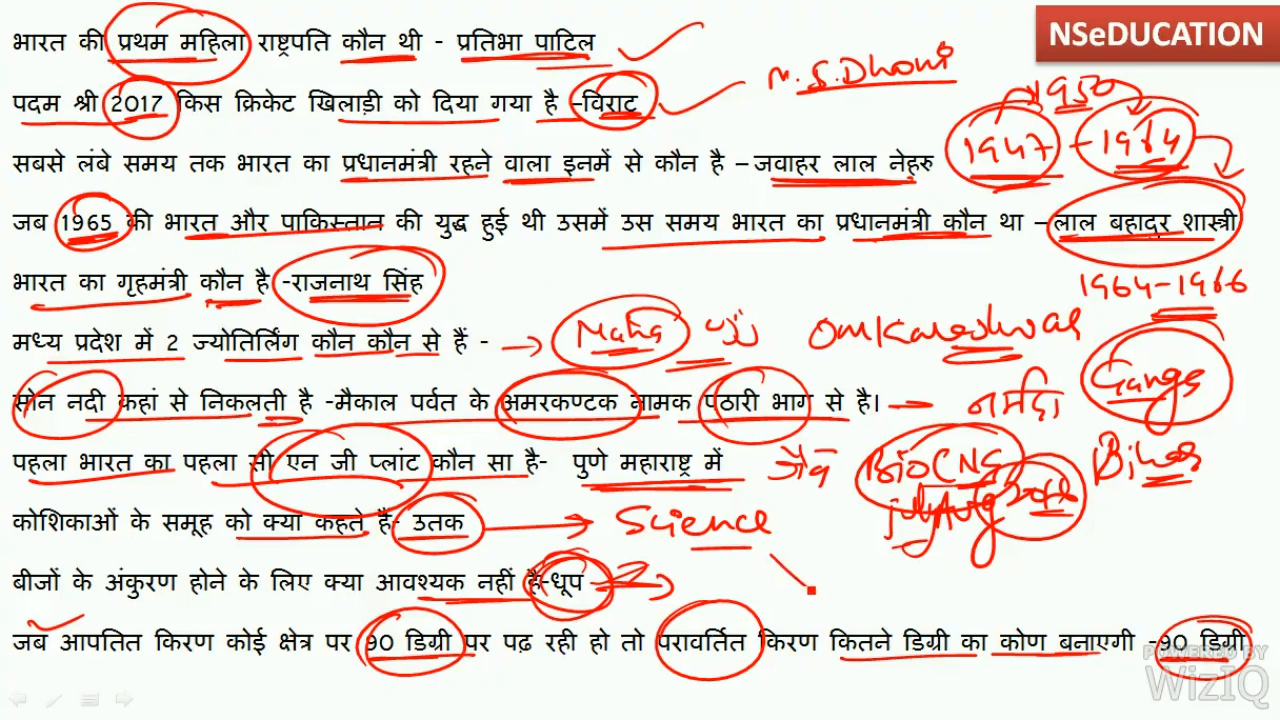 NSeDUCATION
भारत की प्रथम महिला राष्ट्रपति कौन थी - प्रतिभा पाटिल
पदम श्री 2017 किस क्रिकेट खिलाड़ी को दिया गया है –विराट
M.S.Dhoni
1950
सबसे लंबे समय तक भारत का प्रधानमंत्री रहने वाला इनमें से कौन है – जवाहर लाल नेहरु 1947 - 1964
जब 1965 की भारत और पाकिस्तान की युद्ध हुई थी उसमें उस समय भारत का प्रधानमंत्री कौन था – लाल बहादुर शास्त्री
भारत का गृहमंत्री कौन है -राजनाथ सिंह
1964-1966
मध्य प्रदेश में 2 ज्योतिर्लिंग कौन कौन से हैं - Maha Omkareshwar
Ganga
सोन नदी कहां से निकलती है -मैकाल पर्वत के अमरकण्टक नामक पठारी भाग से है। नर्मदा
पहला भारत का पहला सी एन जी प्लांट कौन सा है- पुणे महाराष्ट्र में जैव BioCNG Bihar
कोशिकाओं के समूह को क्या कहते है- उतक Science
बीजों के अंकुरण होने के लिए क्या आवश्यक नहीं है-धूप
जब आपतित किरण कोई क्षेत्र पर 90 डिग्री पर पढ़ रही हो तो परावर्तित किरण कितने डिग्री का कोण बनाएगी -90 डिग्री
POWERED BY
WizIQ